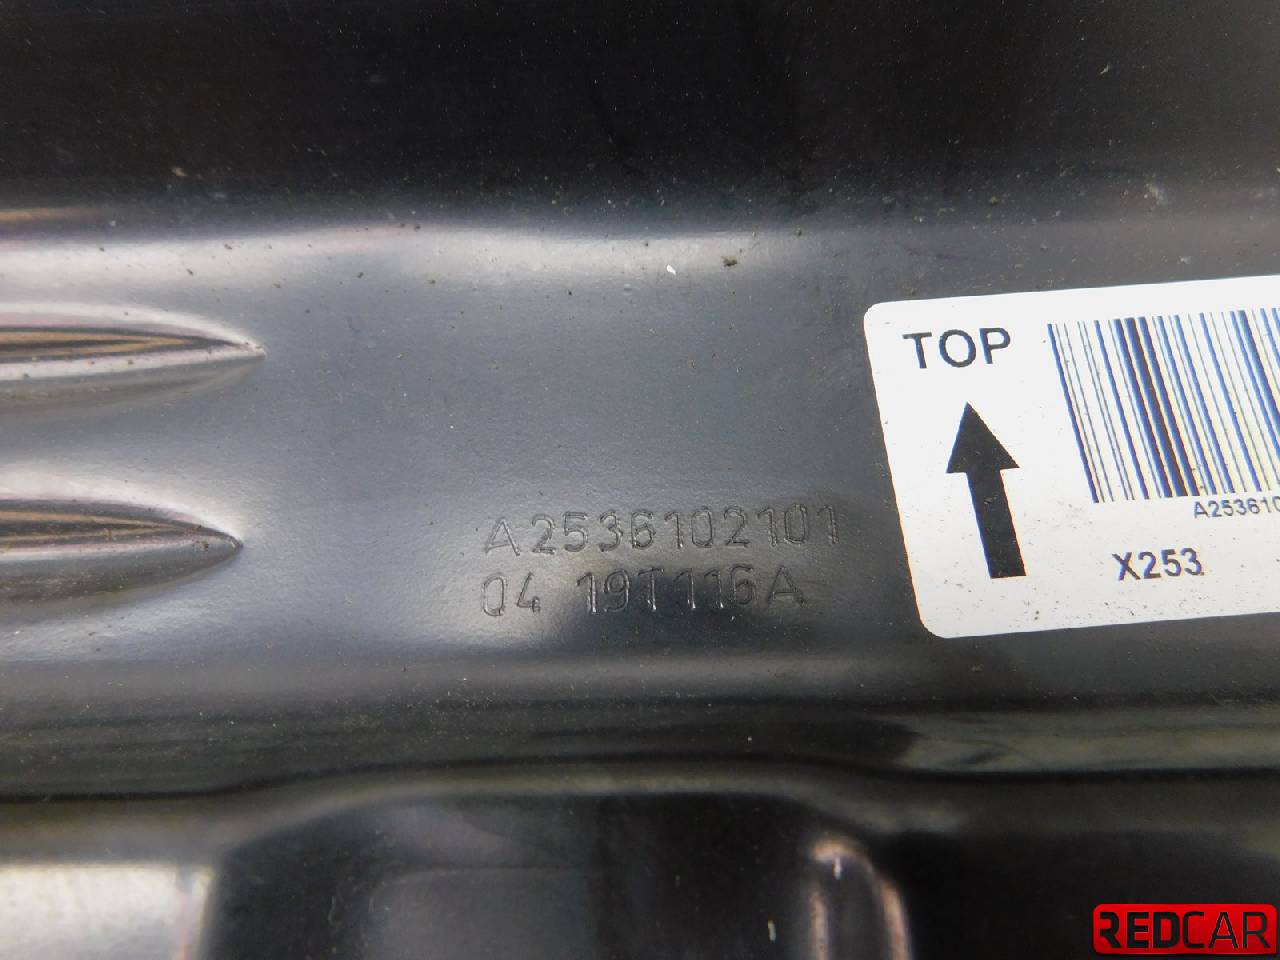 TOP
A253610
X253
A2536102101
04 19T116A
REDCAR